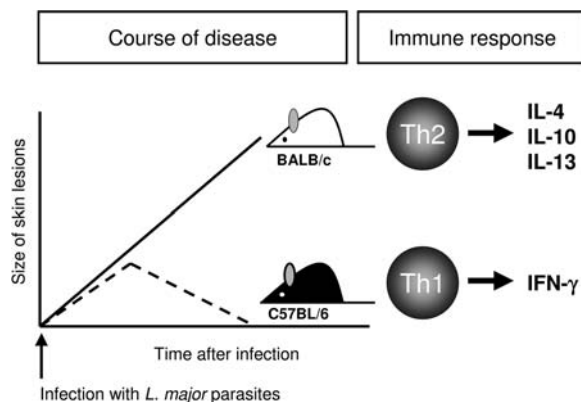 Course of disease
Immune response
Size of skin lesions
BALB/c
Th2
IL-4
IL-10
IL-13
C57BL/6
Th1
IFN-γ
Time after infection
Infection with L. major parasites